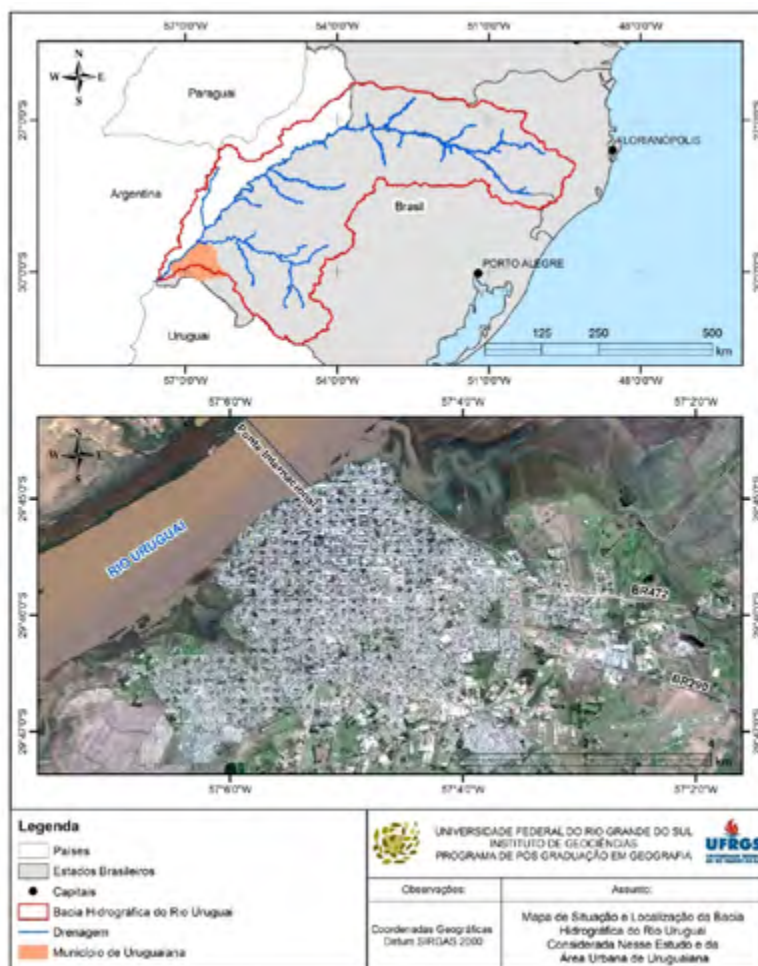 57°0'0"W 54°0'0"W 51°0'0"W 48°0'0"W
N
W E
S
Paraguai
Argentina
Brasil
Uruguai
FLORIANÓPOLIS
PORTO ALEGRE
125 250 500
km
57°0'0"W 54°0'0"W 51°0'0"W 48°0'0"W
57°6'0"W 57°4'0"W 57°2'0"W
N
W E
S
Ponte Internacional
RIO URUGUAI
BR472
BR290
km
57°6'0"W 57°4'0"W 57°2'0"W
Legenda
Países
Estados Brasileiros
Capitais
Bacia Hidrográfica do Rio Uruguai
Drenagem
Município de Uruguaiana
UNIVERSIDADE FEDERAL DO RIO GRANDE DO SUL
INSTITUTO DE GEOCIÊNCIAS
PROGRAMA DE PÓS GRADUAÇÃO EM GEOGRAFIA
UFRGS
Observações:
Coordenadas Geográficas
Datum SIRGAS 2000
Assunto:
Mapa de Situação e Localização da Bacia
Hidrográfica do Rio Uruguai
Considerada Nesse Estudo e da
Área Urbana de Uruguaiana